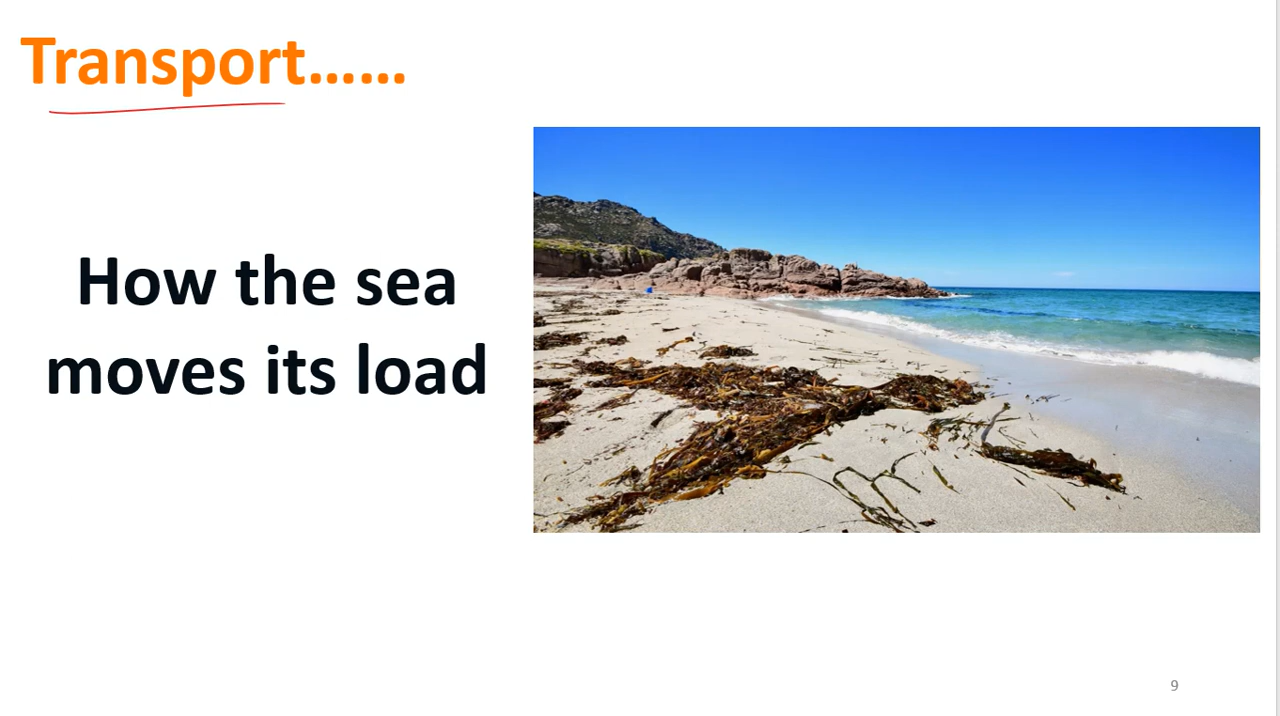 Transport……
How the sea
moves its load
9